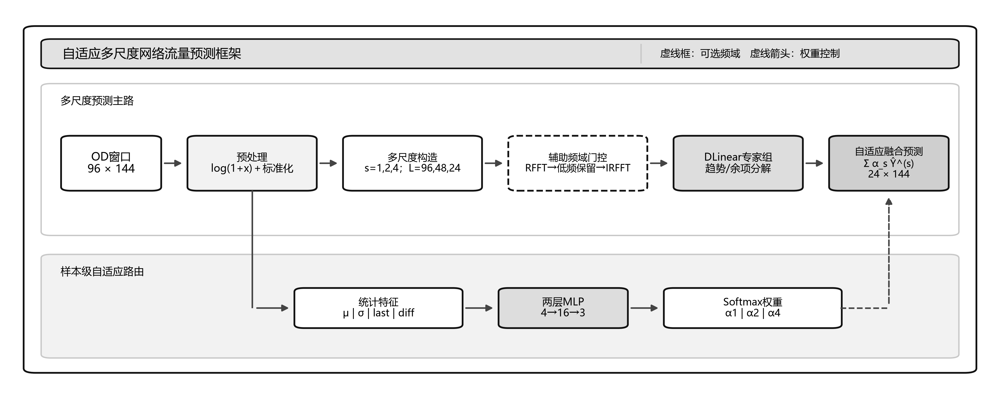 自适应多尺度网络流量预测框架
虚线框：可选频域 虚线箭头：权重控制
多尺度预测主路
OD窗口
96 × 144
预处理
log(1+x)＋标准化
多尺度构造
s=1,2,4；L=96,48,24
辅助频域门控
RFFT→低频保留→IRFFT
DLinear专家组
趋势/余项分解
自适应融合预测
Σ α_s Ŷ^(s)
24 × 144
样本级自适应路由
统计特征
μ | σ | last | diff
两层MLP
4→16→3
Softmax权重
α1 | α2 | α4